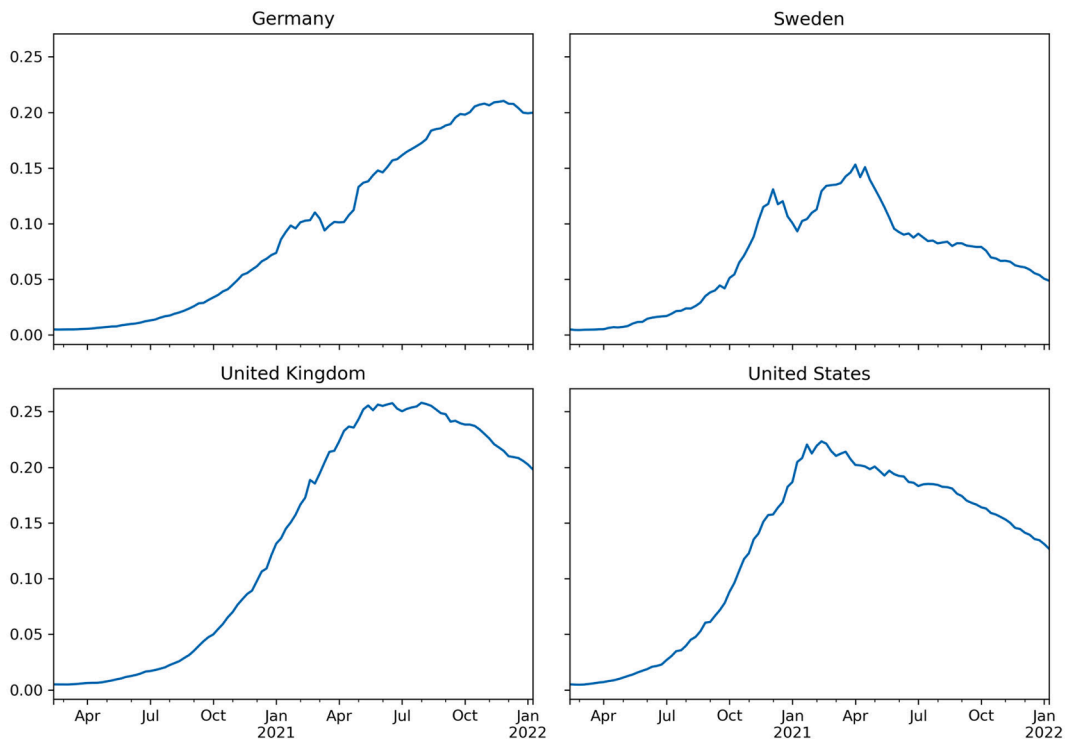 Germany
Sweden
0.25
0.20
0.15
0.10
0.05
0.00
United Kingdom
United States
0.25
0.20
0.15
0.10
0.05
0.00
Apr Jul Oct Jan Apr Jul Oct Jan
2021 2022
Apr Jul Oct Jan Apr Jul Oct Jan
2021 2022